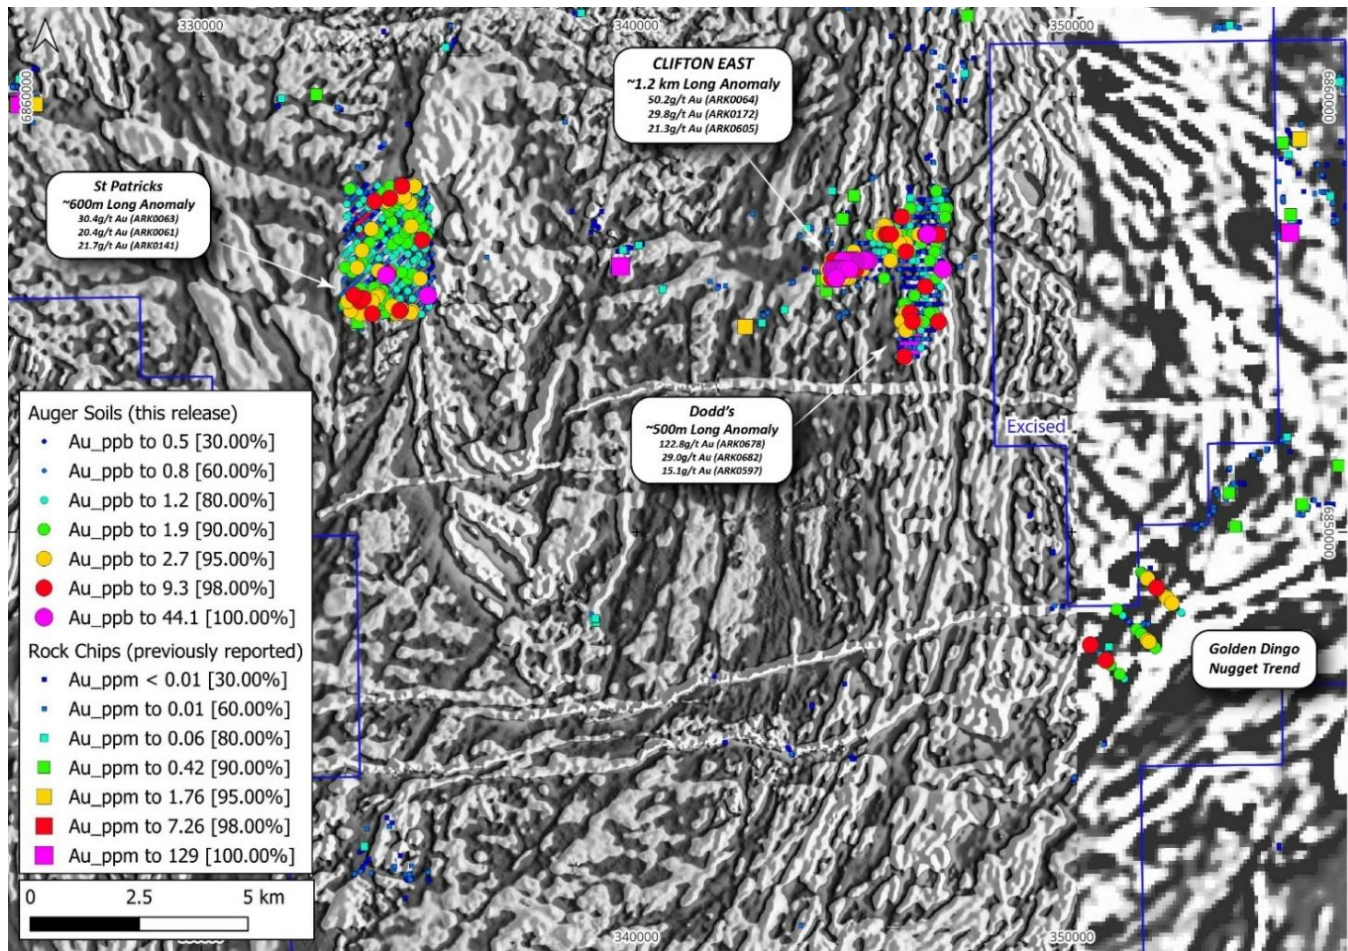 330000
340000
350000
6860000
6860000
CLIFTON EAST
~1.2 km Long Anomaly
50.2g/t Au (ARK0064)
29.8g/t Au (ARK0172)
21.3g/t Au (ARK0605)
St Patricks
~600m Long Anomaly
30.4g/t Au (ARK0063)
20.4g/t Au (ARK0061)
21.7g/t Au (ARK0141)
Dodd's
~500m Long Anomaly
122.8g/t Au (ARK0678)
29.0g/t Au (ARK0682)
15.1g/t Au (ARK0597)
Excised
6850000
Golden Dingo
Nugget Trend
Auger Soils (this release)
Au_ppb to 0.5 [30.00%]
Au_ppb to 0.8 [60.00%]
Au_ppb to 1.2 [80.00%]
Au_ppb to 1.9 [90.00%]
Au_ppb to 2.7 [95.00%]
Au_ppb to 9.3 [98.00%]
Au_ppb to 44.1 [100.00%]
Rock Chips (previously reported)
Au_ppm < 0.01 [30.00%]
Au_ppm to 0.01 [60.00%]
Au_ppm to 0.06 [80.00%]
Au_ppm to 0.42 [90.00%]
Au_ppm to 1.76 [95.00%]
Au_ppm to 7.26 [98.00%]
Au_ppm to 129 [100.00%]
0 2.5 5 km
340000
350000